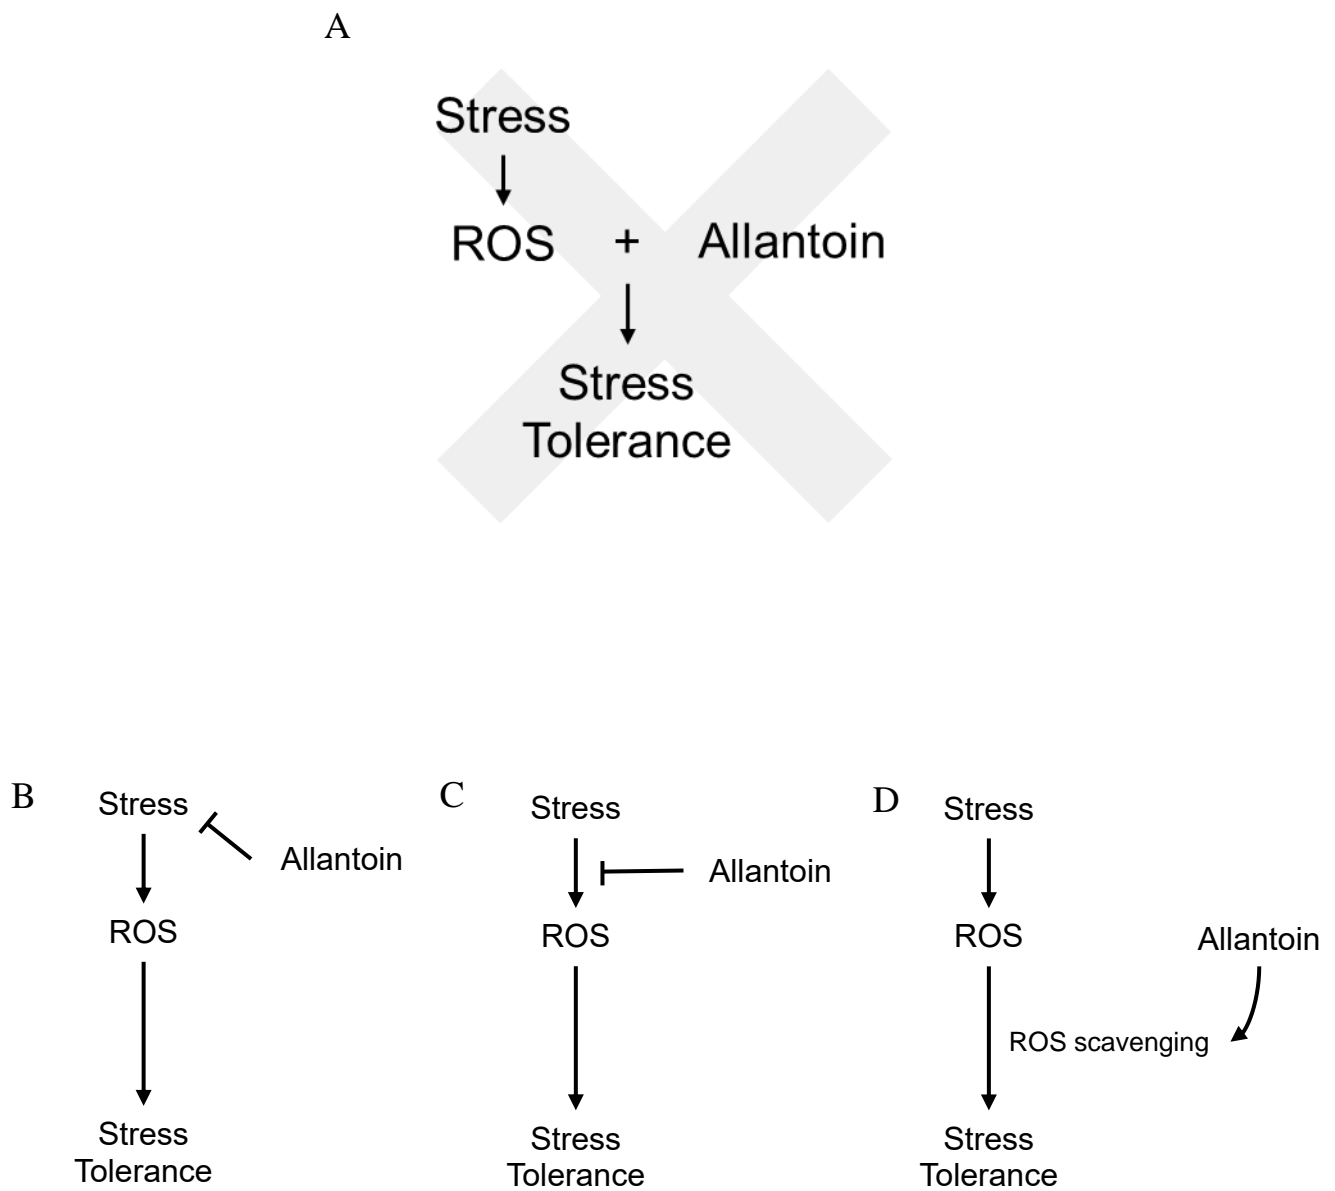 A
Stress
ROS + Allantoin
Stress
Tolerance
B
Stress
Allantoin
ROS
Stress
Tolerance
C
Stress
Allantoin
ROS
Stress
Tolerance
D
Stress
ROS
Allantoin
ROS scavenging
Stress
Tolerance